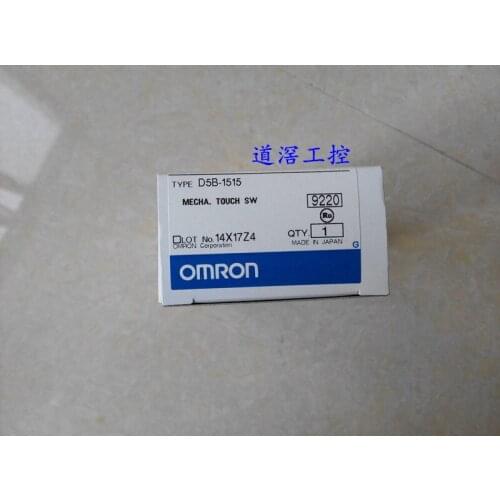 道滘工控
TYPE D5B-1515
MECHA. TOUCH SW 9220
Ro
LOT No. 14X17Z4 QTY. 1
OMRON Corporation MADE IN JAPAN
G
OMRON